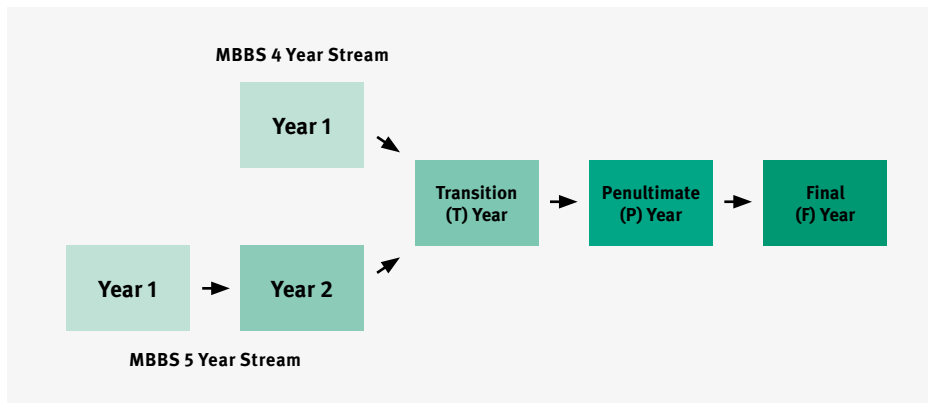 MBBS 4 Year Stream
Year 1
Transition
(T) Year
Penultimate
(P) Year
Final
(F) Year
Year 1
Year 2
MBBS 5 Year Stream